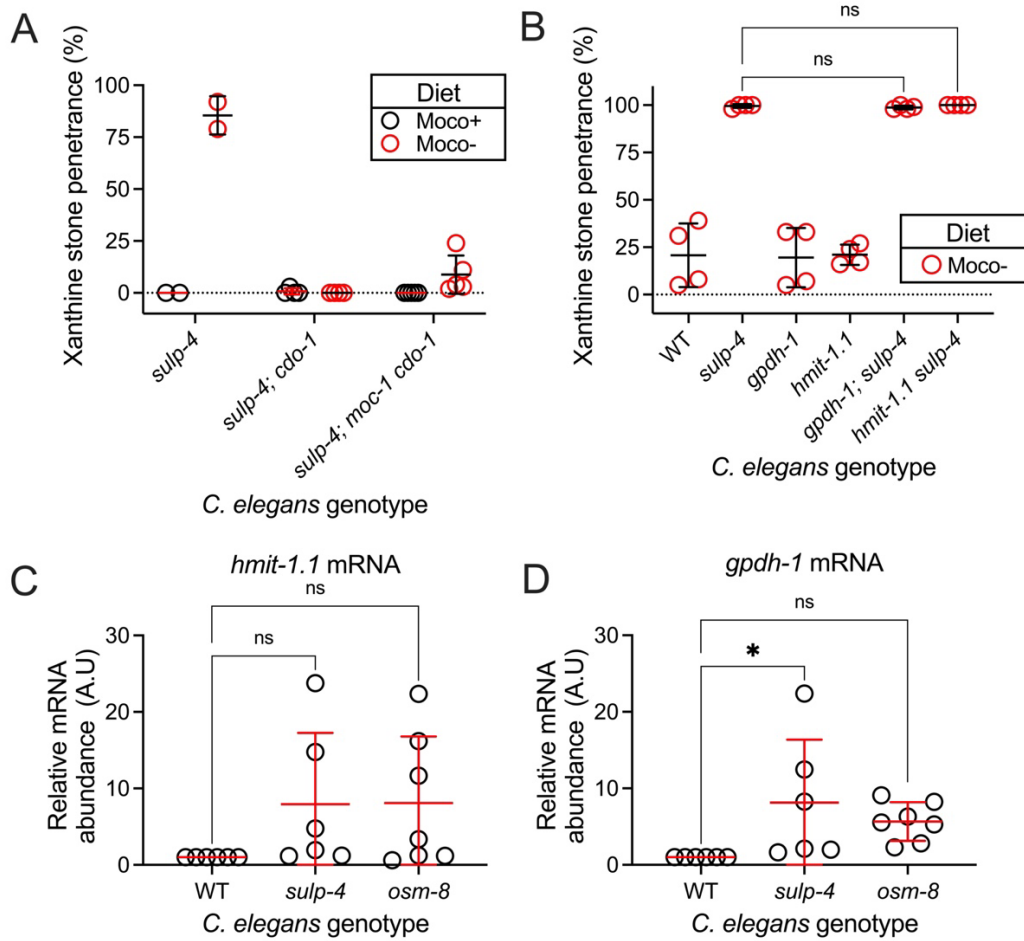 A
Xanthine stone penetrance (%)
100
75
50
25
0
Diet
Moco+
Moco-
sulp-4
sulp-4; cdo-1
sulp-4; moc-1 cdo-1
C. elegans genotype
B
Xanthine stone penetrance (%)
100
75
50
25
0
ns
ns
Diet
Moco-
WT
sulp-4
gpdh-1
hmit-1.1
gpdh-1; sulp-4
hmit-1.1 sulp-4
C. elegans genotype
C
hmit-1.1 mRNA
ns
ns
Relative mRNA
abundance (A.U)
30
20
10
0
WT
sulp-4
osm-8
C. elegans genotype
D
gpdh-1 mRNA
ns
*
Relative mRNA
abundance (A.U)
30
20
10
0
WT
sulp-4
osm-8
C. elegans genotype